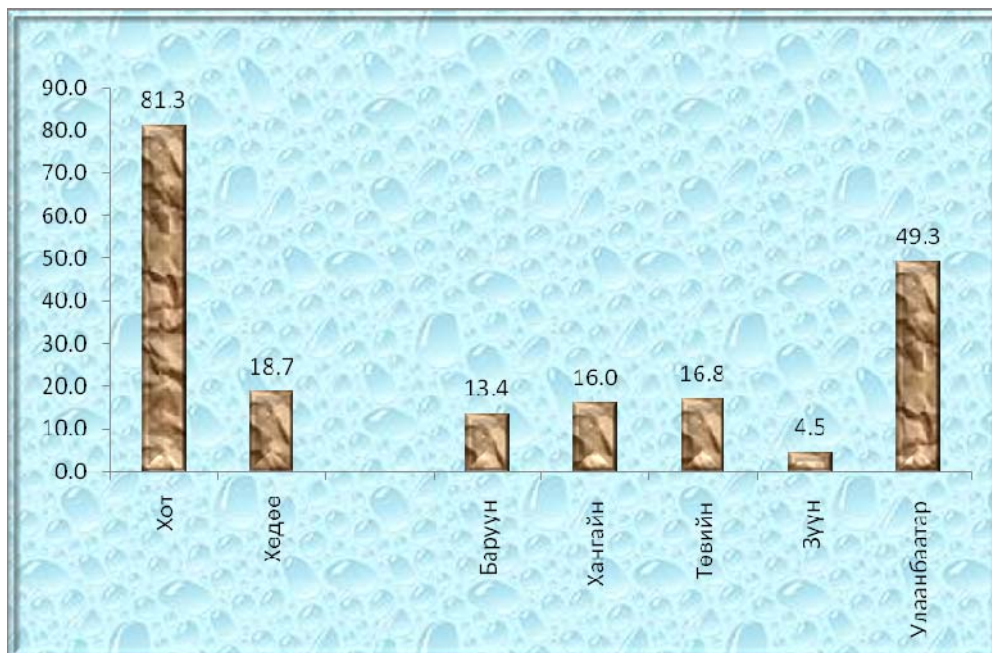 90.0
80.0
70.0
60.0
50.0
40.0
30.0
20.0
10.0
0.0
81.3
18.7
13.4
16.0
16.8
4.5
49.3
Хот
Хөдөө
Баруун
Хангайн
Төвийн
Зүүн
Улаанбаатар